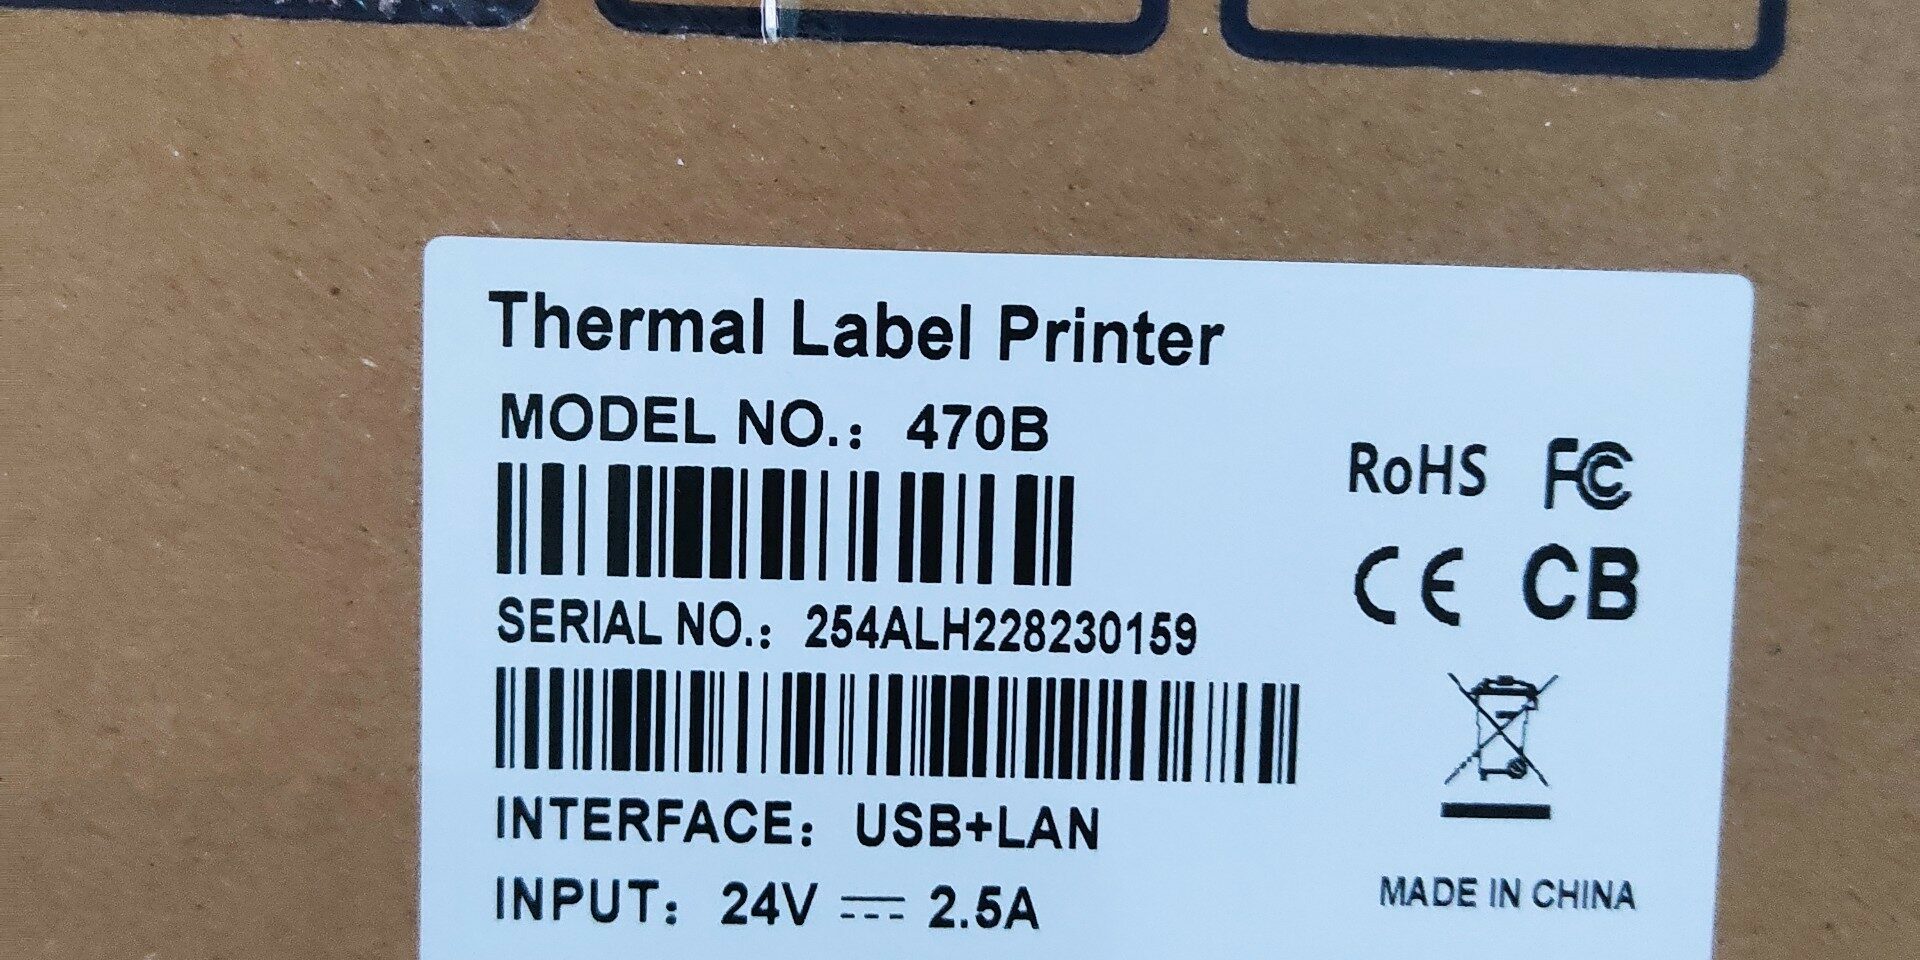 Thermal Label Printer
MODEL NO.： 470B
RoHS FC
CE CB
SERIAL NO.： 254ALH228230159
INTERFACE： USB+LAN
INPUT： 24V ⎓ 2.5A
MADE IN CHINA